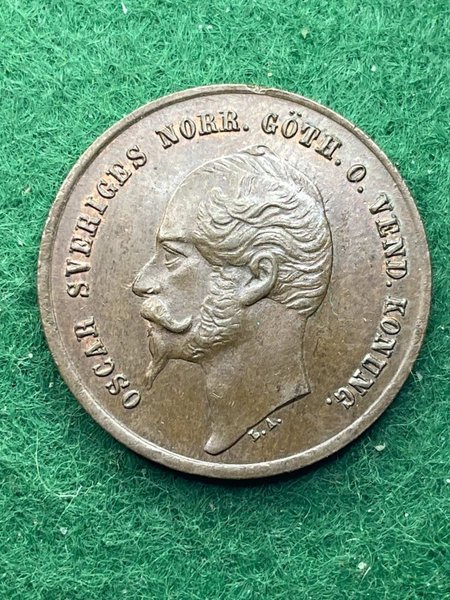 OSCAR SVERIGES NORR. GÖTH. O. VEND. KONUNG.
L.A.